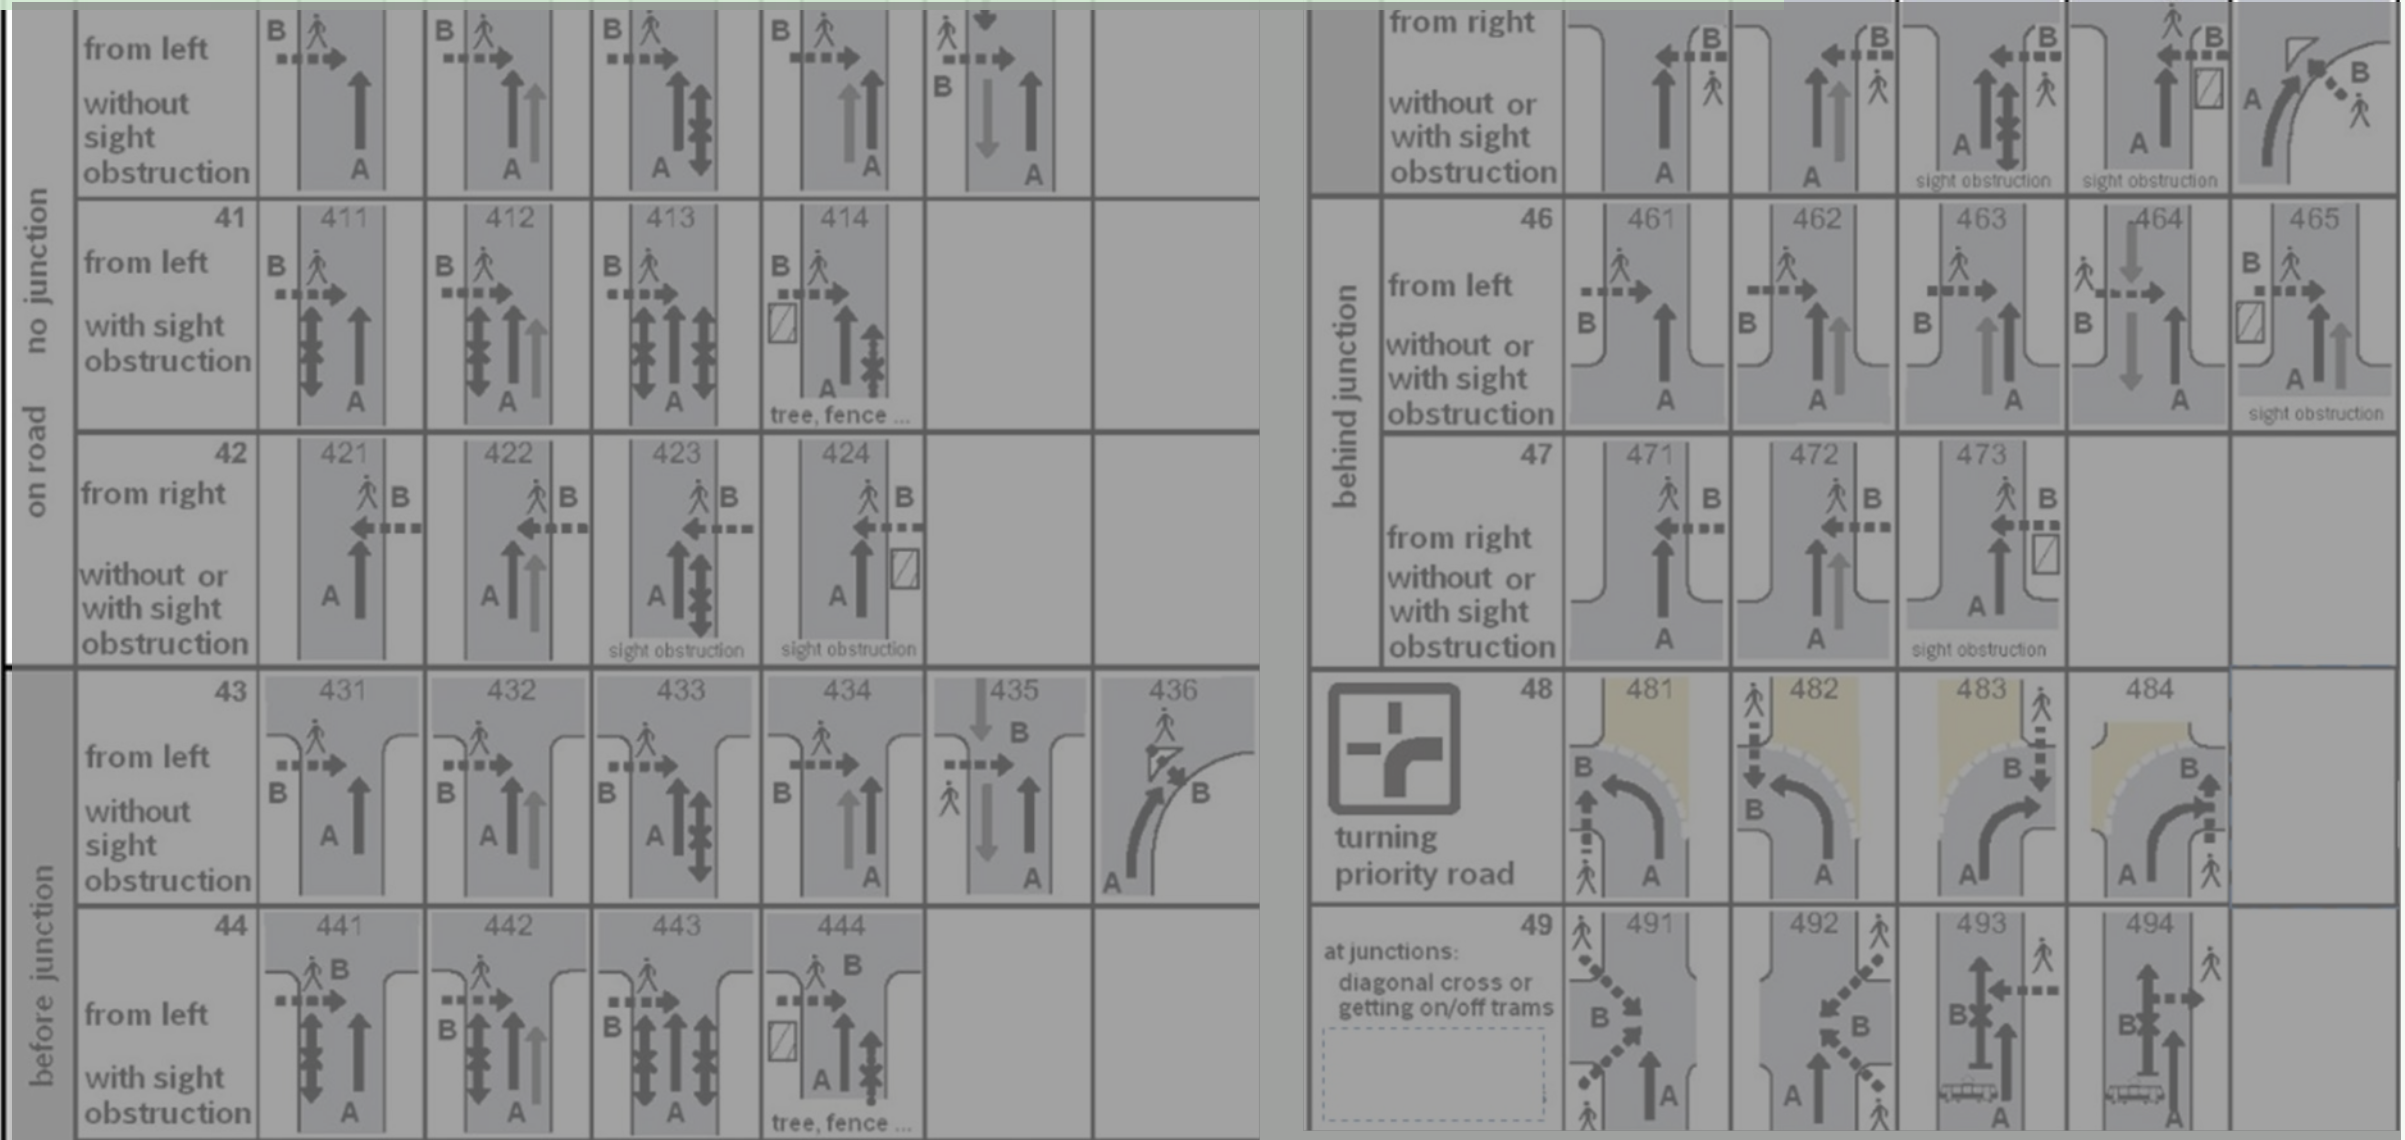 from left
without
sight
obstruction
B
A
B
A
B
A
B
A
B
A
no junction
on road
41
from left
with sight
obstruction
411
B
A
412
B
A
413
B
A
414
B
A
tree, fence ...
42
from right
without or
with sight
obstruction
421
B
A
422
B
A
423
B
A
sight obstruction
424
B
A
sight obstruction
before junction
43
from left
without
sight
obstruction
431
B
A
432
B
A
433
B
A
434
B
A
435
B
A
436
B
A
44
from left
with sight
obstruction
441
B
A
442
B
A
443
B
A
444
B
A
tree, fence ...
from right
without or
with sight
obstruction
B
A
B
A
B
A
sight obstruction
B
A
sight obstruction
B
A
behind junction
46
from left
without or
with sight
obstruction
461
B
A
462
B
A
463
B
A
464
B
A
465
B
A
sight obstruction
47
from right
without or
with sight
obstruction
471
B
A
472
B
A
473
B
A
sight obstruction
48
turning
priority road
481
B
A
482
B
A
483
B
A
484
B
A
49
at junctions:
diagonal cross or
getting on/off trams
491
B
A
492
B
A
493
B
A
494
B
A